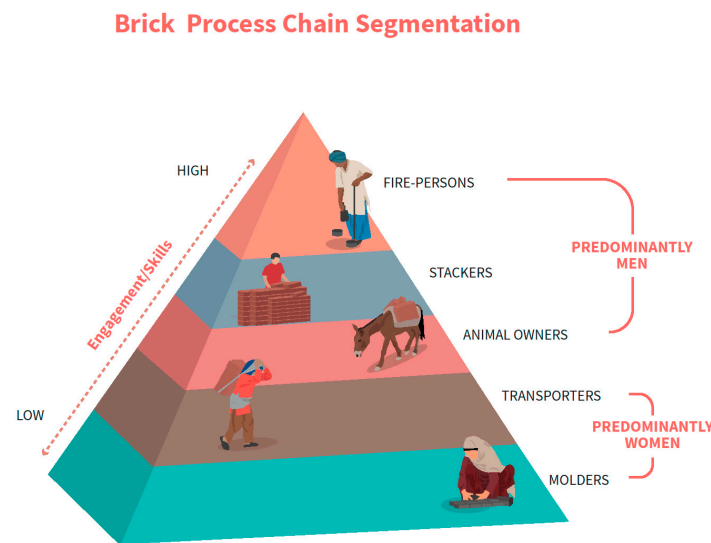 Brick Process Chain Segmentation
HIGH
FIRE-PERSONS
PREDOMINANTLY
MEN
STACKERS
Engagement/Skills
ANIMAL OWNERS
TRANSPORTERS
LOW
PREDOMINANTLY
WOMEN
MOLDERS